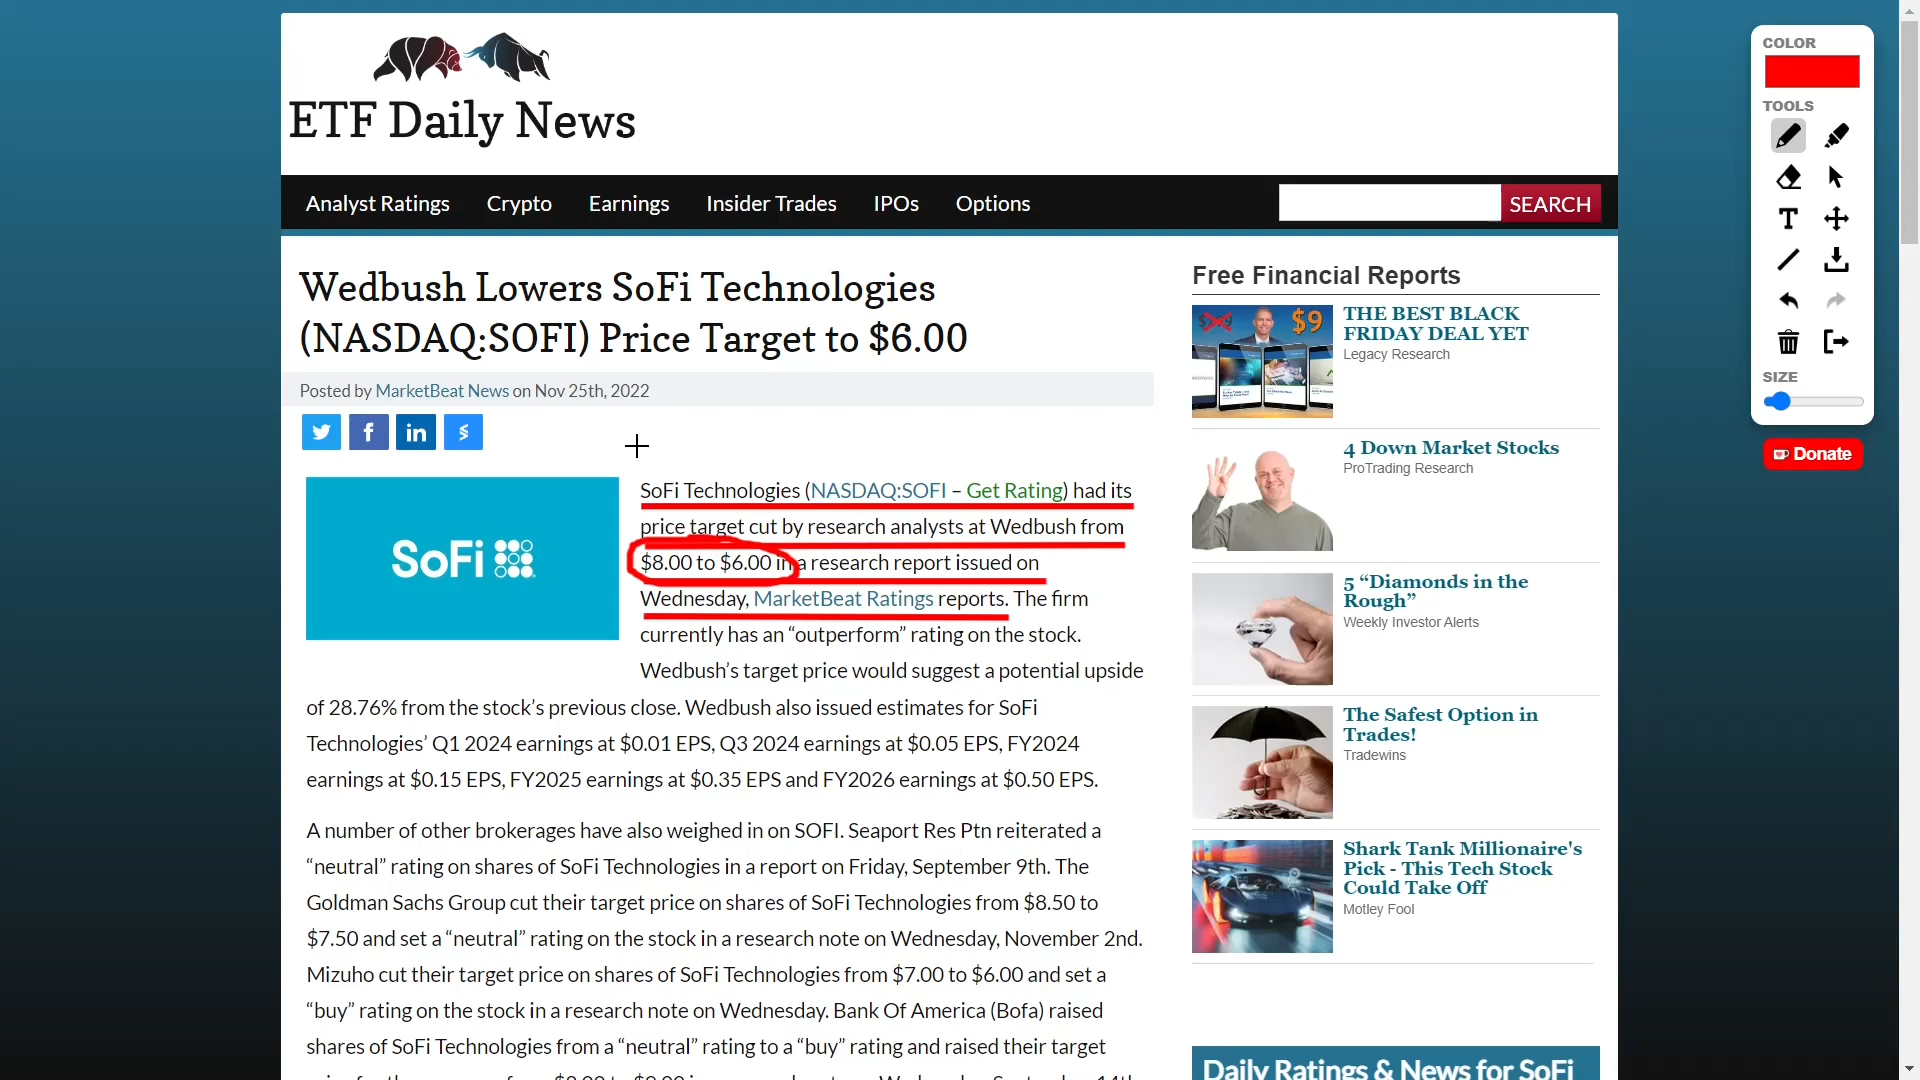 ETF Daily News
Analyst Ratings Crypto Earnings Insider Trades IPOs Options
SEARCH
Wedbush Lowers SoFi Technologies
(NASDAQ:SOFI) Price Target to $6.00
Posted by MarketBeat News on Nov 25th, 2022
SoFi
SoFi Technologies (NASDAQ:SOFI – Get Rating) had its
price target cut by research analysts at Wedbush from
$8.00 to $6.00 in a research report issued on
Wednesday, MarketBeat Ratings reports. The firm
currently has an “outperform” rating on the stock.
Wedbush’s target price would suggest a potential upside
of 28.76% from the stock’s previous close. Wedbush also issued estimates for SoFi
Technologies’ Q1 2024 earnings at $0.01 EPS, Q3 2024 earnings at $0.05 EPS, FY2024
earnings at $0.15 EPS, FY2025 earnings at $0.35 EPS and FY2026 earnings at $0.50 EPS.
A number of other brokerages have also weighed in on SOFI. Seaport Res Ptn reiterated a
“neutral” rating on shares of SoFi Technologies in a report on Friday, September 9th. The
Goldman Sachs Group cut their target price on shares of SoFi Technologies from $8.50 to
$7.50 and set a “neutral” rating on the stock in a research note on Wednesday, November 2nd.
Mizuho cut their target price on shares of SoFi Technologies from $7.00 to $6.00 and set a
“buy” rating on the stock in a research note on Wednesday. Bank Of America (Bofa) raised
shares of SoFi Technologies from a “neutral” rating to a “buy” rating and raised their target
Free Financial Reports
$9
THE BEST BLACK
FRIDAY DEAL YET
Legacy Research
4 Down Market Stocks
ProTrading Research
5 “Diamonds in the
Rough”
Weekly Investor Alerts
The Safest Option in
Trades!
Tradewins
Shark Tank Millionaire's
Pick - This Tech Stock
Could Take Off
Motley Fool
Daily Ratings & News for SoFi
COLOR
TOOLS
SIZE
Donate